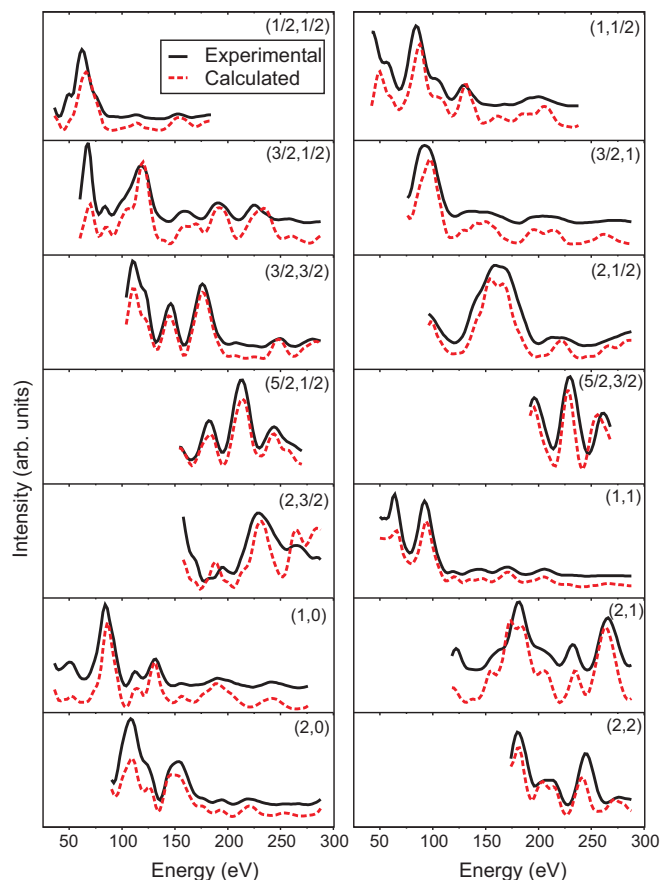 (1/2,1/2)
Experimental
Calculated
(1,1/2)
(3/2,1/2)
(3/2,1)
(3/2,3/2)
(2,1/2)
(5/2,1/2)
(5/2,3/2)
(2,3/2)
(1,1)
(1,0)
(2,1)
(2,0)
(2,2)
Intensity (arb. units)
50 100 150 200 250 300
50 100 150 200 250 300
Energy (eV)
Energy (eV)